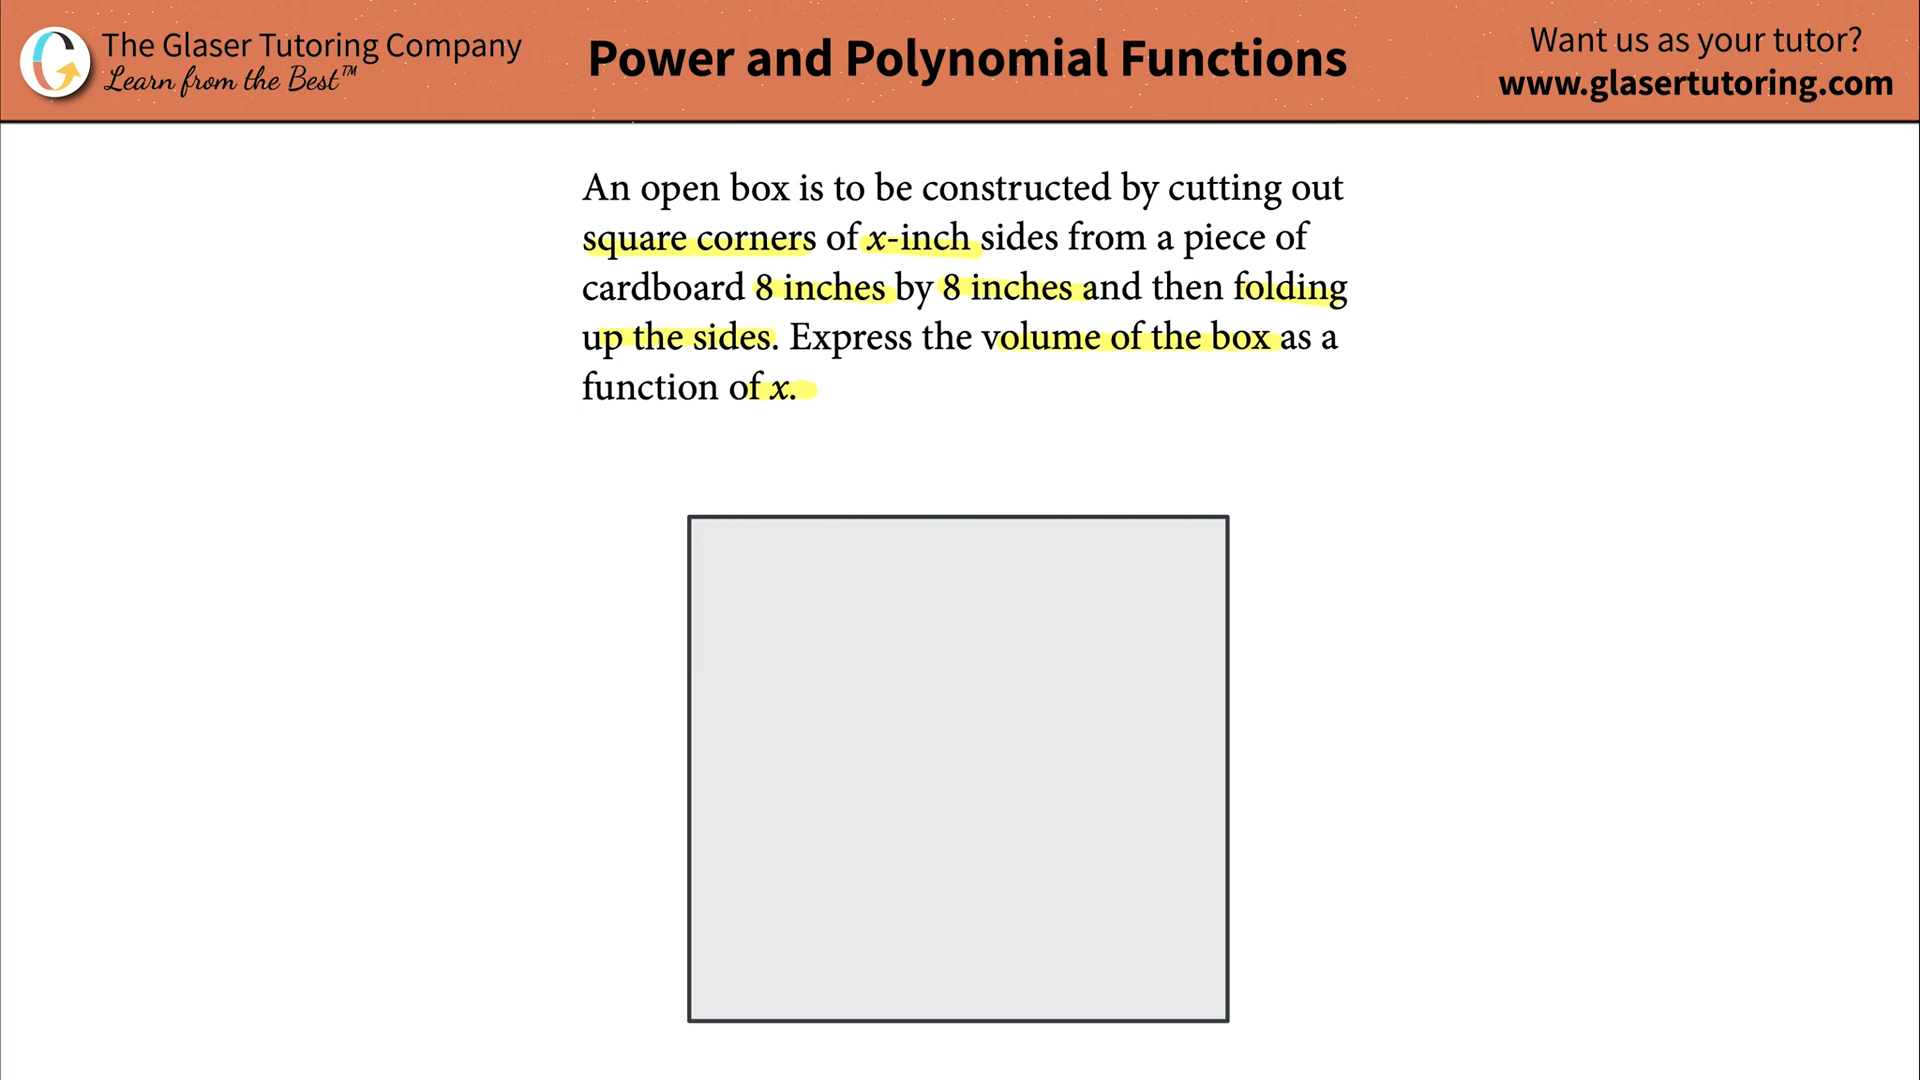 The Glaser Tutoring Company
Learn from the Best™
Power and Polynomial Functions
Want us as your tutor?
www.glasertutoring.com
An open box is to be constructed by cutting out
square corners of x-inch sides from a piece of
cardboard 8 inches by 8 inches and then folding
up the sides. Express the volume of the box as a
function of x.